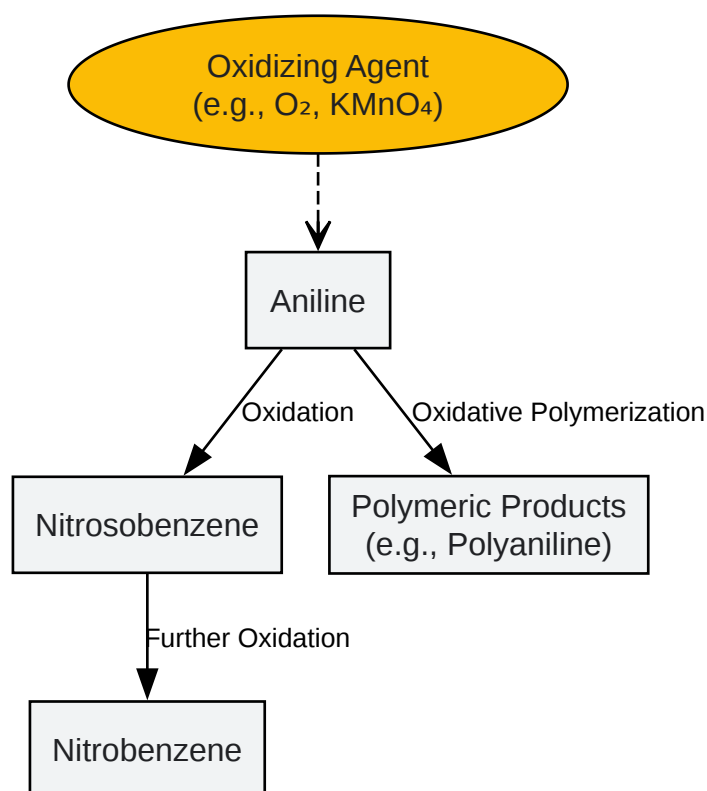 Oxidizing Agent
(e.g., O₂, KMnO₄)
Aniline
Oxidation
Oxidative Polymerization
Nitrosobenzene
Polymeric Products
(e.g., Polyaniline)
Further Oxidation
Nitrobenzene